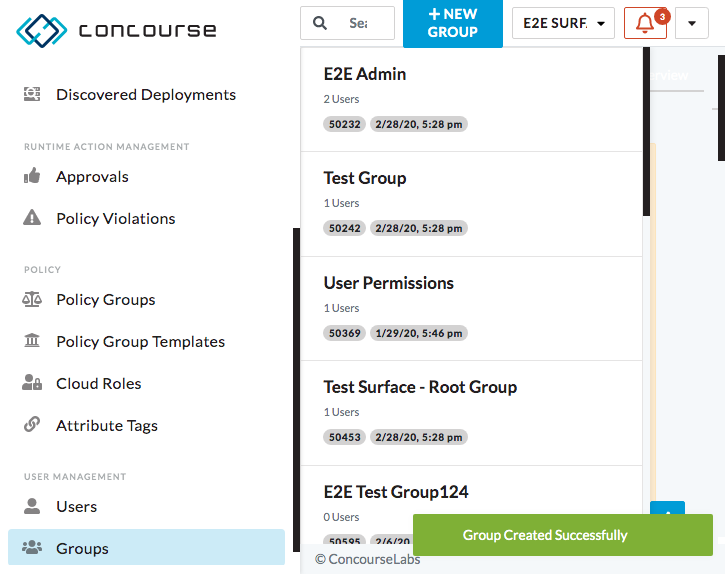 concourse
Discovered Deployments
RUNTIME ACTION MANAGEMENT
Approvals
Policy Violations
POLICY
Policy Groups
Policy Group Templates
Cloud Roles
Attribute Tags
USER MANAGEMENT
Users
Groups
Sea
+ NEW
GROUP
E2E SURF
3
E2E Admin
2 Users
50232 2/28/20, 5:28 pm
Test Group
1 Users
50242 2/28/20, 5:28 pm
User Permissions
1 Users
50369 1/29/20, 5:46 pm
Test Surface - Root Group
1 Users
50453 2/28/20, 5:28 pm
E2E Test Group124
0 Users
50595 2/6/20
Group Created Successfully
© ConcourseLabs